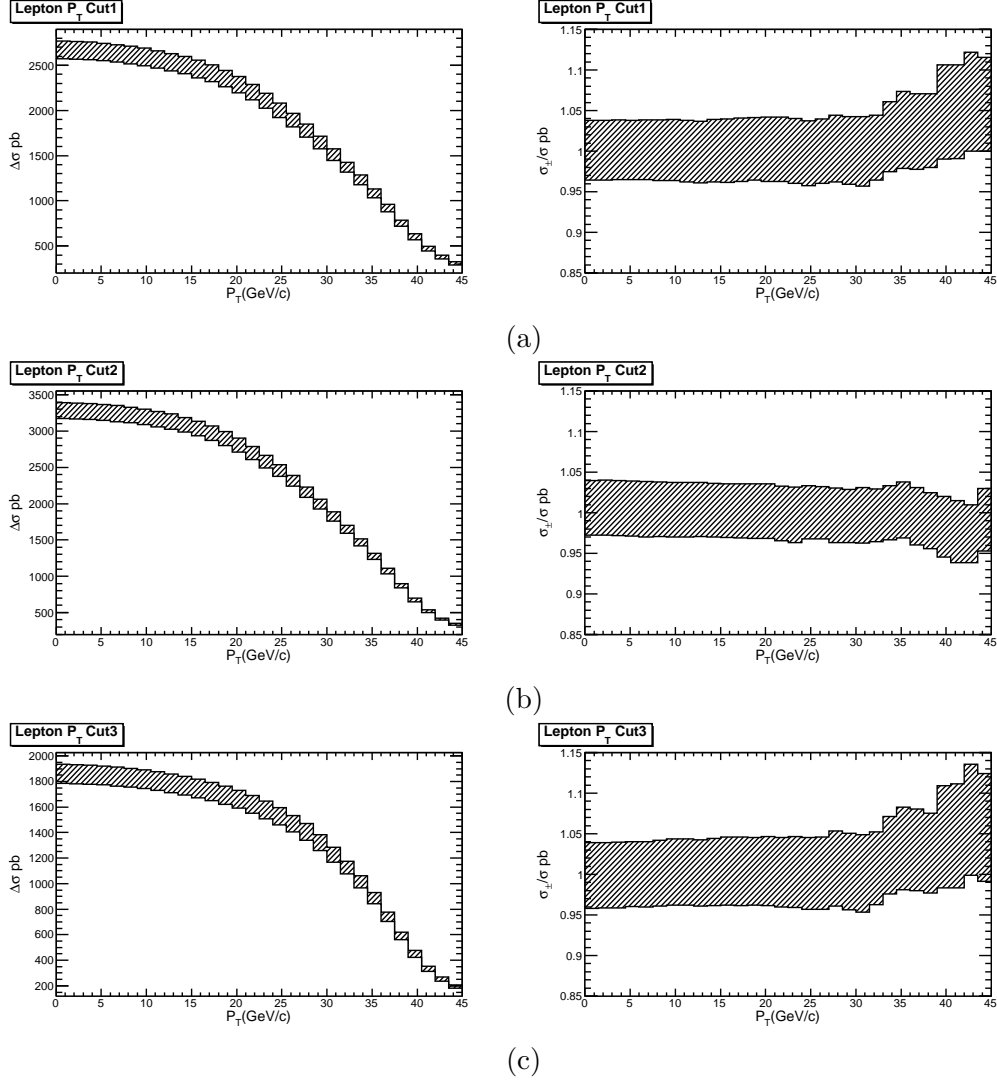 Lepton P_T Cut1
Δσ pb
2500
2000
1500
1000
500
0 5 10 15 20 25 30 35 40 45
P_T(GeV/c)
Lepton P_T Cut1
σ_±/σ pb
1.15
1.1
1.05
1
0.95
0.9
0.85
0 5 10 15 20 25 30 35 40 45
P_T(GeV/c)
(a)
Lepton P_T Cut2
Δσ pb
3500
3000
2500
2000
1500
1000
500
0 5 10 15 20 25 30 35 40 45
P_T(GeV/c)
Lepton P_T Cut2
σ_±/σ pb
1.15
1.1
1.05
1
0.95
0.9
0.85
0 5 10 15 20 25 30 35 40 45
P_T(GeV/c)
(b)
Lepton P_T Cut3
Δσ pb
2000
1800
1600
1400
1200
1000
800
600
400
200
0 5 10 15 20 25 30 35 40 45
P_T(GeV/c)
Lepton P_T Cut3
σ_±/σ pb
1.15
1.1
1.05
1
0.95
0.9
0.85
0 5 10 15 20 25 30 35 40 45
P_T(GeV/c)
(c)